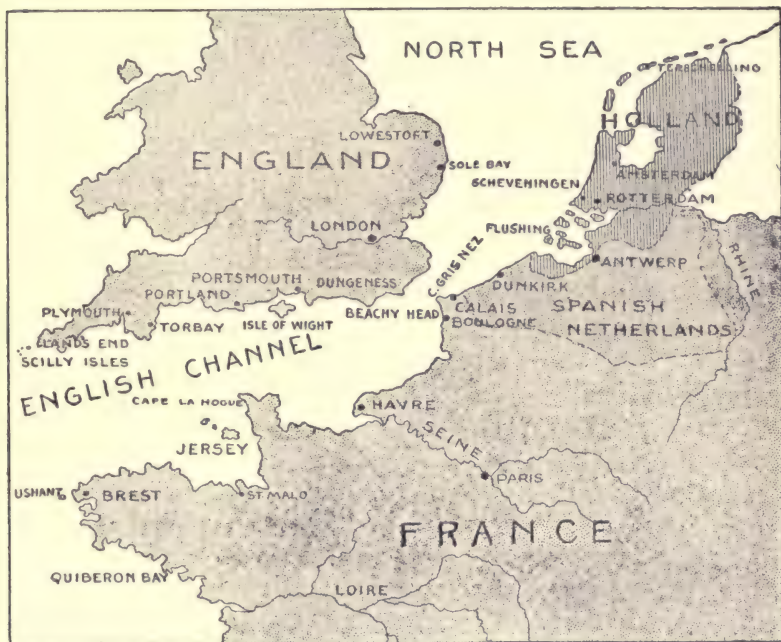 NORTH SEA
TERSCHELLING
HOLLAND
LOWESTOFT
ENGLAND
SOLE BAY
AMSTERDAM
SCHEVENINGEN
ROTTERDAM
LONDON
FLUSHING
C. GRIS NEZ
ANTWERP
RHINE
PORTSMOUTH
DUNGENESS
DUNKIRK
PORTLAND
SPANISH
NETHERLANDS
PLYMOUTH
BEACHY HEAD
CALAIS
BOULOGNE
TORBAY
ISLE OF WIGHT
LANDS END
SCILLY ISLES
ENGLISH CHANNEL
CAPE LA HOGUE
HAVRE
SEINE
JERSEY
PARIS
USHANT
BREST
ST MALO
FRANCE
QUIBERON BAY
LOIRE